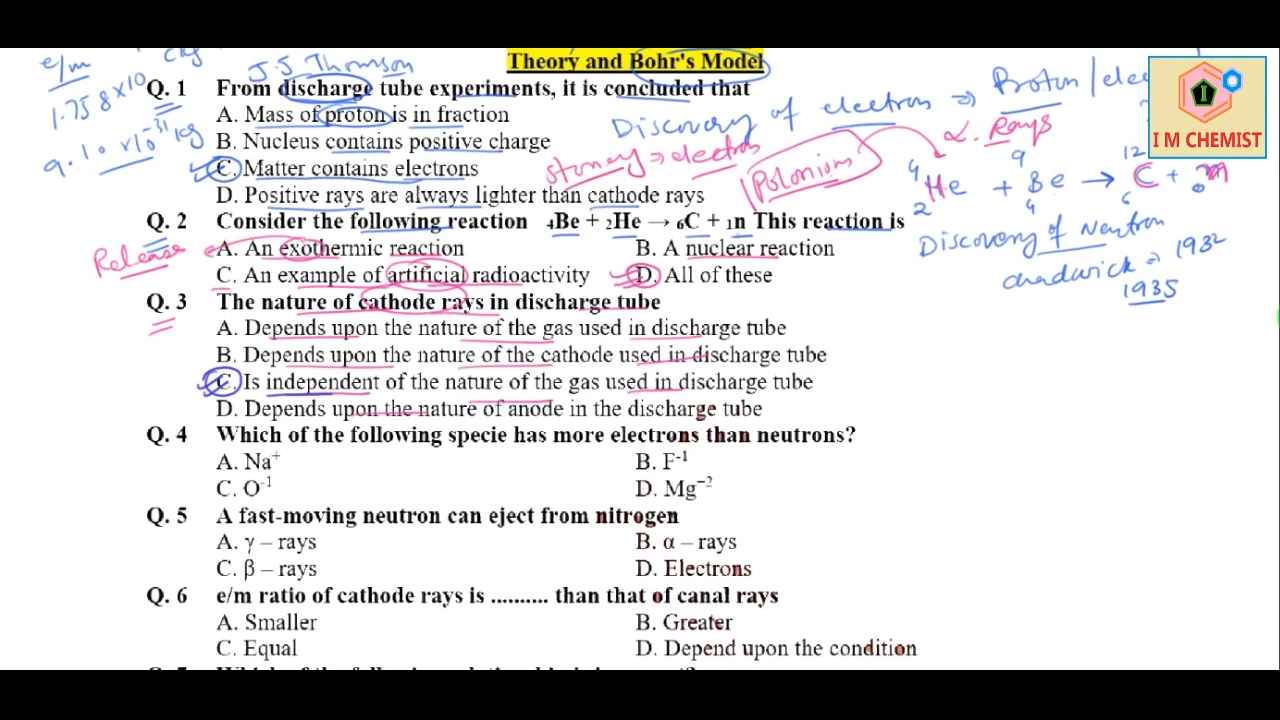 Theory and Bohr's Model
e/m
1.758×10
C/kg
9.10 x10⁻³¹ kg
J.J Thomson
Q. 1 From discharge tube experiments, it is concluded that
A. Mass of proton is in fraction
B. Nucleus contains positive charge
C. Matter contains electrons
D. Positive rays are always lighter than cathode rays
Discovery of electron ⇒ Proton/elec
Stoney ⇒ electron
Polonium
α. Rays
⁴₂He + ⁹₄Be → ¹²₆C + ₀n
Discovery of Neutron
Chadwick ⇒ 1932
1935
I M CHEMIST
Q. 2 Consider the following reaction ₄Be + ₂He → ₆C + ₁n This reaction is
Release
A. An exothermic reaction B. A nuclear reaction
C. An example of artificial radioactivity D. All of these
Q. 3 The nature of cathode rays in discharge tube
A. Depends upon the nature of the gas used in discharge tube
B. Depends upon the nature of the cathode used in discharge tube
C. Is independent of the nature of the gas used in discharge tube
D. Depends upon the nature of anode in the discharge tube
Q. 4 Which of the following specie has more electrons than neutrons?
A. Na⁺ B. F⁻¹
C. O⁻¹ D. Mg⁻²
Q. 5 A fast-moving neutron can eject from nitrogen
A. γ – rays B. α – rays
C. β – rays D. Electrons
Q. 6 e/m ratio of cathode rays is .......... than that of canal rays
A. Smaller B. Greater
C. Equal D. Depend upon the condition